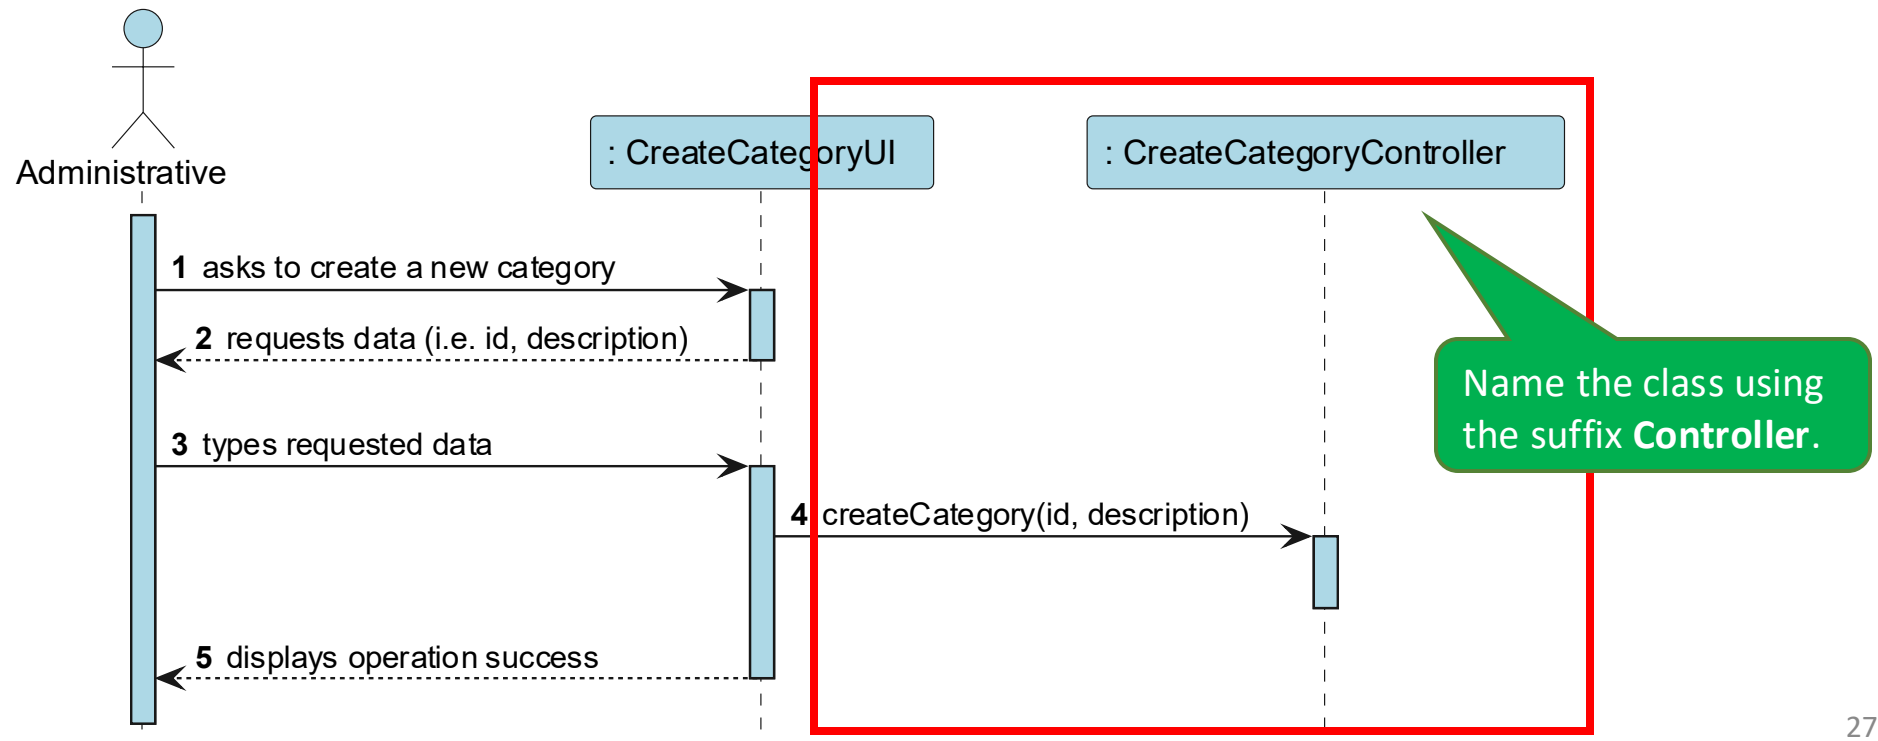 Administrative
: CreateCategoryUI
: CreateCategoryController
1 asks to create a new category
2 requests data (i.e. id, description)
3 types requested data
4 createCategory(id, description)
5 displays operation success
Name the class using
the suffix Controller.
27